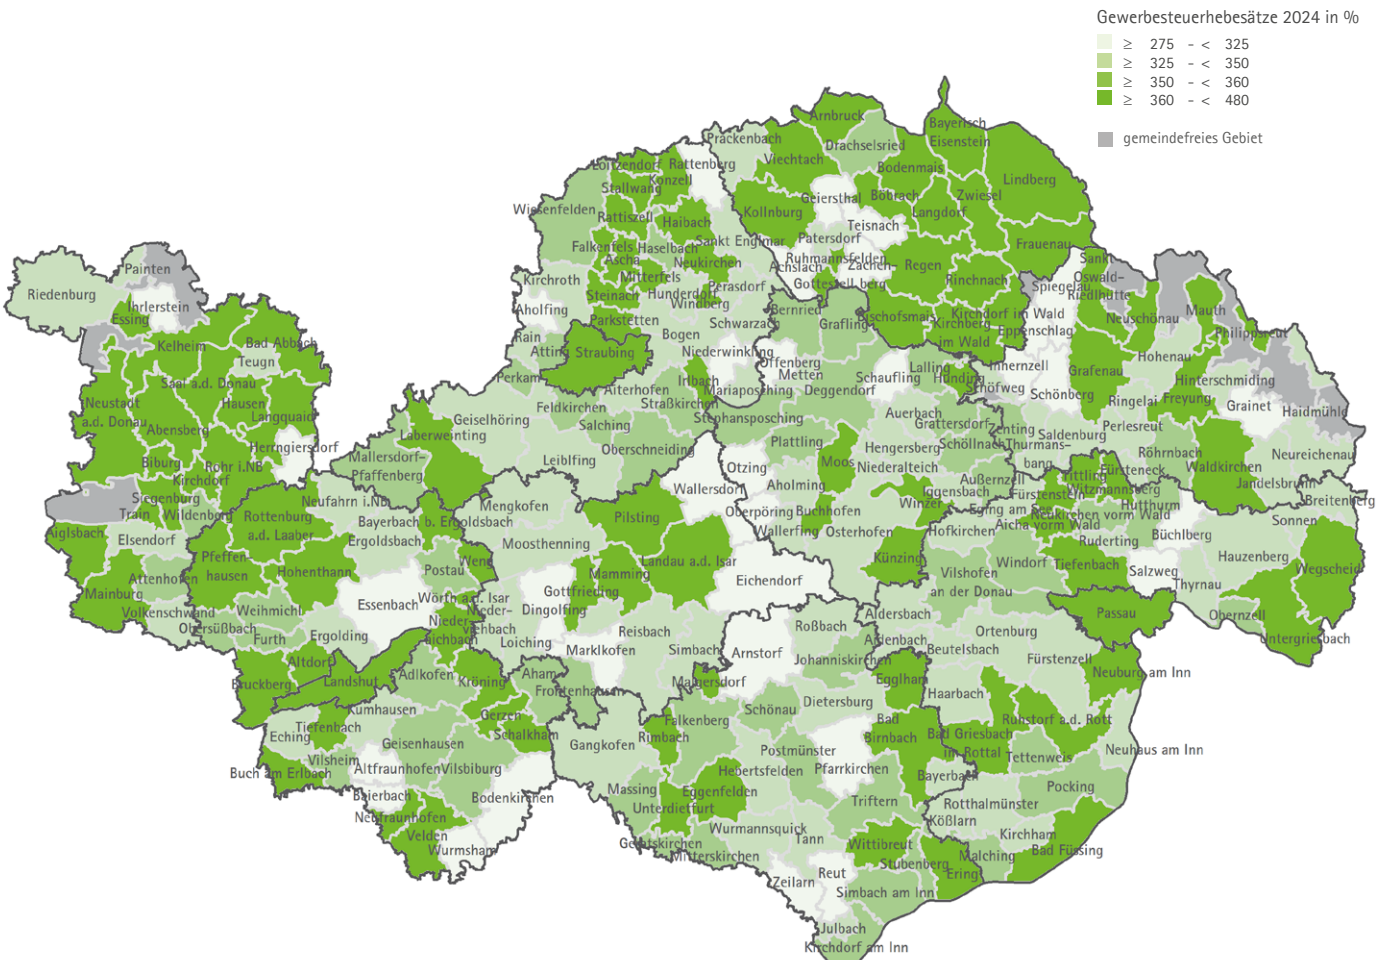 Gewerbesteuerhebesätze 2024 in %
≥ 275 - < 325
≥ 325 - < 350
≥ 350 - < 360
≥ 360 - < 480
gemeindefreies Gebiet
Arnbruck
Bayerisch
Eisenstein
Prackenbach
Drachselsried
Viechtach
Bodenmais
Loitzendorf
Rattenberg
Konzell
Stallwang
Lindberg
Geiersthal
Böbrach
Zwiesel
Wiesenfelden
Rattiszell
Haibach
Kollnburg
Langdorf
Teisnach
Falkenfels
Haselbach
Sankt Englmar
Patersdorf
Frauenau
Ascha
Neukirchen
Ruhmannsfelden
Achslach
Zachen-
berg
Regen
Sankt
Oswald-
Riedlhütte
Painten
Kirchroth
Mitterfels
Perasdorf
Gotteszell
Rinchnach
Spiegelau
Riedenburg
Steinach
Hunderdorf
Windberg
Ihrlerstein
Essing
Aholfing
Parkstetten
Schwarzach
Bernried
Grafling
Bischofsmais
Kirchdorf im Wald
Kirchberg
im Wald
Eppenschlag
Neuschönau
Mauth
Philippsreut
Kelheim
Bad Abbach
Teugn
Rain
Atting
Straubing
Bogen
Niederwinkling
Offenberg
Metten
Lalling
Innernzell
Hohenau
Saal a.d. Donau
Perkam
Aiterhofen
Irlbach
Mariaposching
Deggendorf
Schaufling
Hunding
Schöfweg
Schönberg
Grafenau
Hinterschmiding
Neustadt
a.d. Donau
Hausen
Langquaid
Feldkirchen
Straßkirchen
Stephansposching
Auerbach
Ringelai
Freyung
Grainet
Haidmühle
Abensberg
Geiselhöring
Salching
Grattersdorf
Zenting
Perlesreut
Laberweinting
Herrngiersdorf
Oberschneiding
Plattling
Hengersberg
Schöllnach
Thurmans-
bang
Saldenburg
Röhrnbach
Neureichenau
Mallersdorf-
Pfaffenberg
Leiblfing
Moos
Niederalteich
Biburg
Rohr i.NB
Kirchdorf
Otzing
Fürsteneck
Waldkirchen
Siegenburg
Train
Wildenberg
Neufahrn i.NB
Wallersdorf
Aholming
Außernzell
Tittling
Witzmannsberg
Jandelsbrunn
Iggensbach
Fürstenstein
Breitenberg
Mengkofen
Oberpöring
Buchhofen
Winzer
Eging am See
Neukirchen vorm Wald
Hutthurm
Rottenburg
a.d. Laaber
Bayerbach b. Ergoldsbach
Pilsting
Wallerfing
Osterhofen
Hofkirchen
Aicha vorm Wald
Büchlberg
Sonnen
Aiglsbach
Elsendorf
Ergoldsbach
Moosthenning
Ruderting
Hauzenberg
Pfeffen-
hausen
Hohenthann
Postau
Weng
Mamming
Landau a.d. Isar
Künzing
Windorf
Tiefenbach
Salzweg
Wegscheid
Attenhofen
Eichendorf
Vilshofen
an der Donau
Thyrnau
Mainburg
Gottfrieding
Essenbach
Wörth a.d. Isar
Volkenschwand
Weihmichl
Nieder-
viehbach
Dingolfing
Aldersbach
Passau
Obernzell
Obersüßbach
Furth
Ergolding
Nieder-
aichbach
Loiching
Reisbach
Roßbach
Ortenburg
Untergriesbach
Marklkofen
Simbach
Arnstorf
Johanniskirchen
Aidenbach
Beutelsbach
Altdorf
Adlkofen
Aham
Fürstenzell
Bruckberg
Landshut
Kröning
Frontenhausen
Malgersdorf
Egglham
Haarbach
Neuburg am Inn
Kumhausen
Gerzen
Schönau
Dietersburg
Eching
Tiefenbach
Schalkham
Falkenberg
Bad
Birnbach
Bad Griesbach
im Rottal
Ruhstorf a.d. Rott
Geisenhausen
Gangkofen
Rimbach
Postmünster
Neuhaus am Inn
Vilsheim
Tettenweis
Buch am Erlbach
Altfraunhofen
Vilsbiburg
Hebertsfelden
Pfarrkirchen
Bayerbach
Baierbach
Bodenkirchen
Massing
Eggenfelden
Pocking
Unterdietfurt
Triftern
Rotthalmünster
Neufraunhofen
Kößlarn
Velden
Wurmannsquick
Tann
Kirchham
Wurmsham
Geratskirchen
Mitterskirchen
Wittibreut
Malching
Bad Füssing
Stubenberg
Reut
Ering
Zeilarn
Simbach am Inn
Julbach
Kirchdorf am Inn